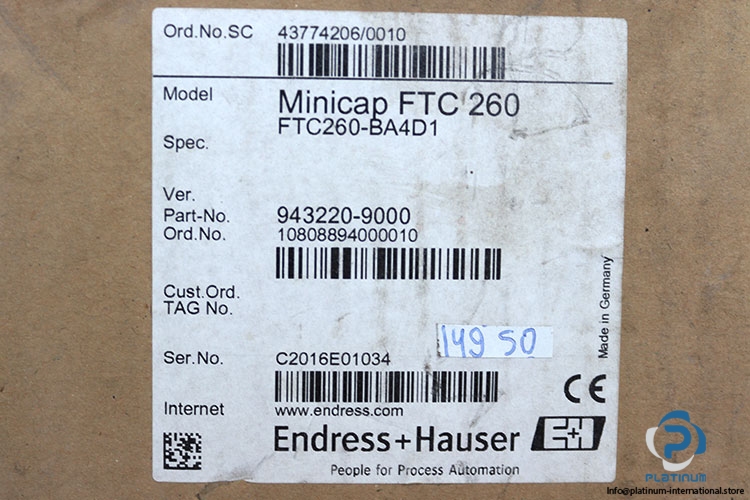 Ord.No.SC 43774206/0010
Model Minicap FTC 260
FTC260-BA4D1
Spec.
Ver.
Part-No. 943220-9000
Ord.No. 10808894000010
Cust.Ord.
TAG No.
149 50
Made in Germany
Ser.No. C2016E01034
CE
Internet www.endress.com
Endress+Hauser E+H
People for Process Automation
PLATINUM
Info@platinum-international.store